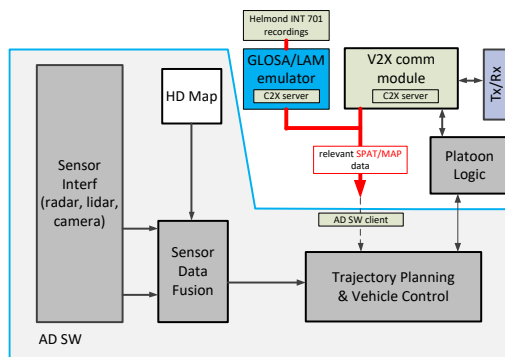 Helmond INT 701
recordings
GLOSA/LAM
emulator
C2X server
V2X comm
module
C2X server
Tx/Rx
HD Map
relevant SPAT/MAP
data
Platoon
Logic
Sensor
Interf
(radar, lidar,
camera)
AD SW client
Sensor
Data
Fusion
Trajectory Planning
& Vehicle Control
AD SW